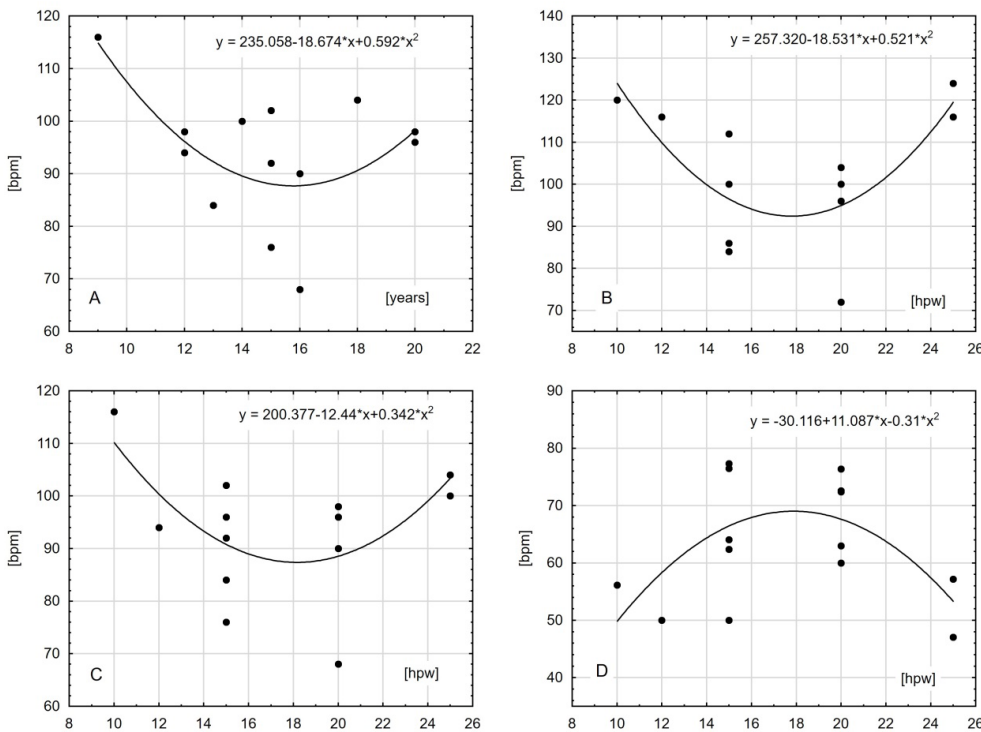 y = 235.058-18.674*x+0.592*x²
120
110
100
90
80
70
60
[bpm]
A
[years]
8 10 12 14 16 18 20 22
y = 257.320-18.531*x+0.521*x²
140
130
120
110
100
90
80
70
[bpm]
B
[hpw]
8 10 12 14 16 18 20 22 24 26
y = 200.377-12.44*x+0.342*x²
120
110
100
90
80
70
60
[bpm]
C
[hpw]
8 10 12 14 16 18 20 22 24 26
y = -30.116+11.087*x-0.31*x²
90
80
70
60
50
40
[bpm]
D
[hpw]
8 10 12 14 16 18 20 22 24 26